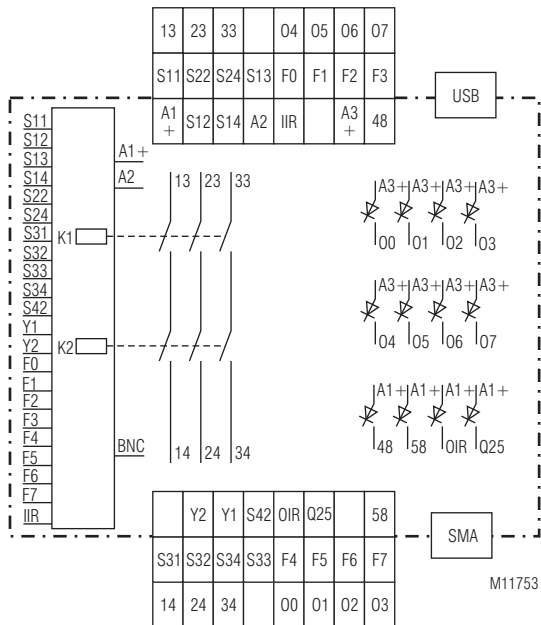 13 23 33 04 05 06 07
S11 S22 S24 S13 F0 F1 F2 F3
A1+ S12 S14 A2 IIR A3+ 48
USB
S11
S12
S13
S14
S22
S24
S31
S32
S33
S34
S42
Y1
Y2
F0
F1
F2
F3
F4
F5
F6
F7
IIR
A1+
A2
K1
K2
BNC
13 23 33
14 24 34
A3+ A3+ A3+ A3+
00 01 02 03
A3+ A3+ A3+ A3+
04 05 06 07
A1+ A1+ A1+ A1+
48 58 OIR Q25
Y2 Y1 S42 OIR Q25 58
S31 S32 S34 S33 F4 F5 F6 F7
14 24 34 00 01 02 03
SMA
M11753